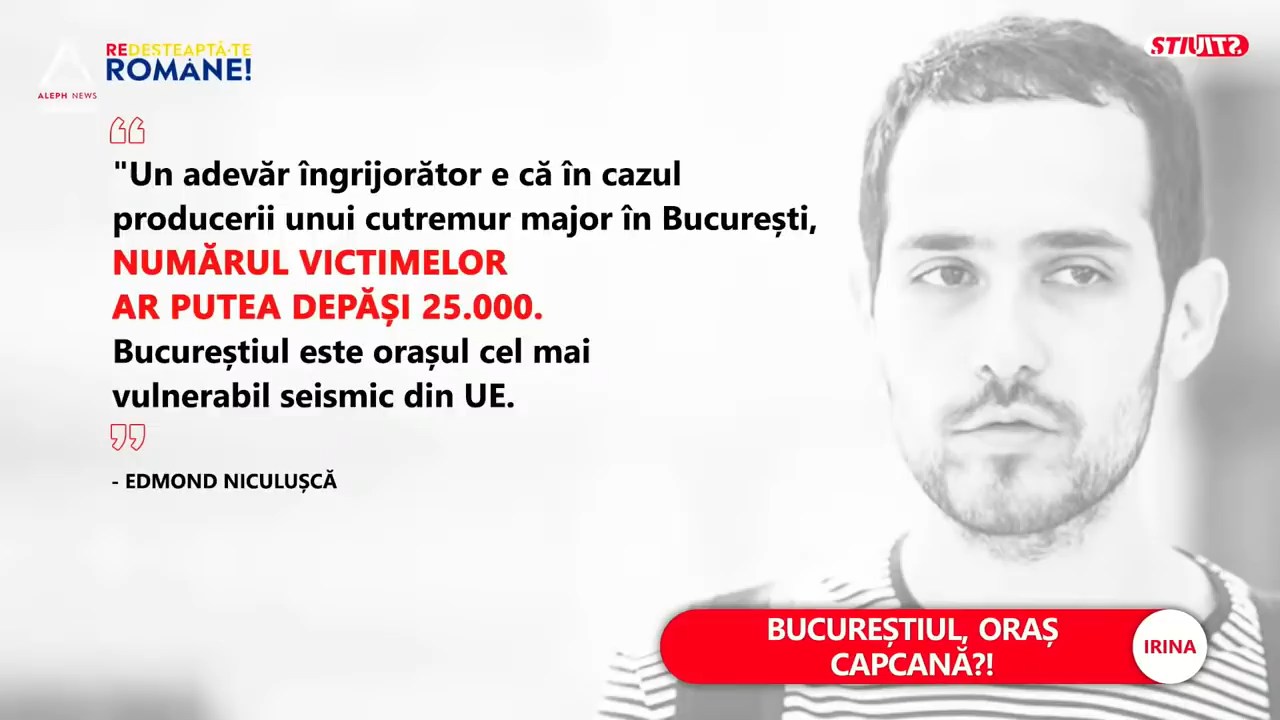 REDESTEAPTĂ-TE
ROMÂNE!
ALEPH NEWS
"Un adevăr îngrijorător e că în cazul
producerii unui cutremur major în București,
NUMĂRUL VICTIMELOR
AR PUTEA DEPĂȘI 25.000.
Bucureștiul este orașul cel mai
vulnerabil seismic din UE.
- EDMOND NICULUȘCĂ
BUCUREȘTIUL, ORAȘ
CAPCANĂ?!
IRINA